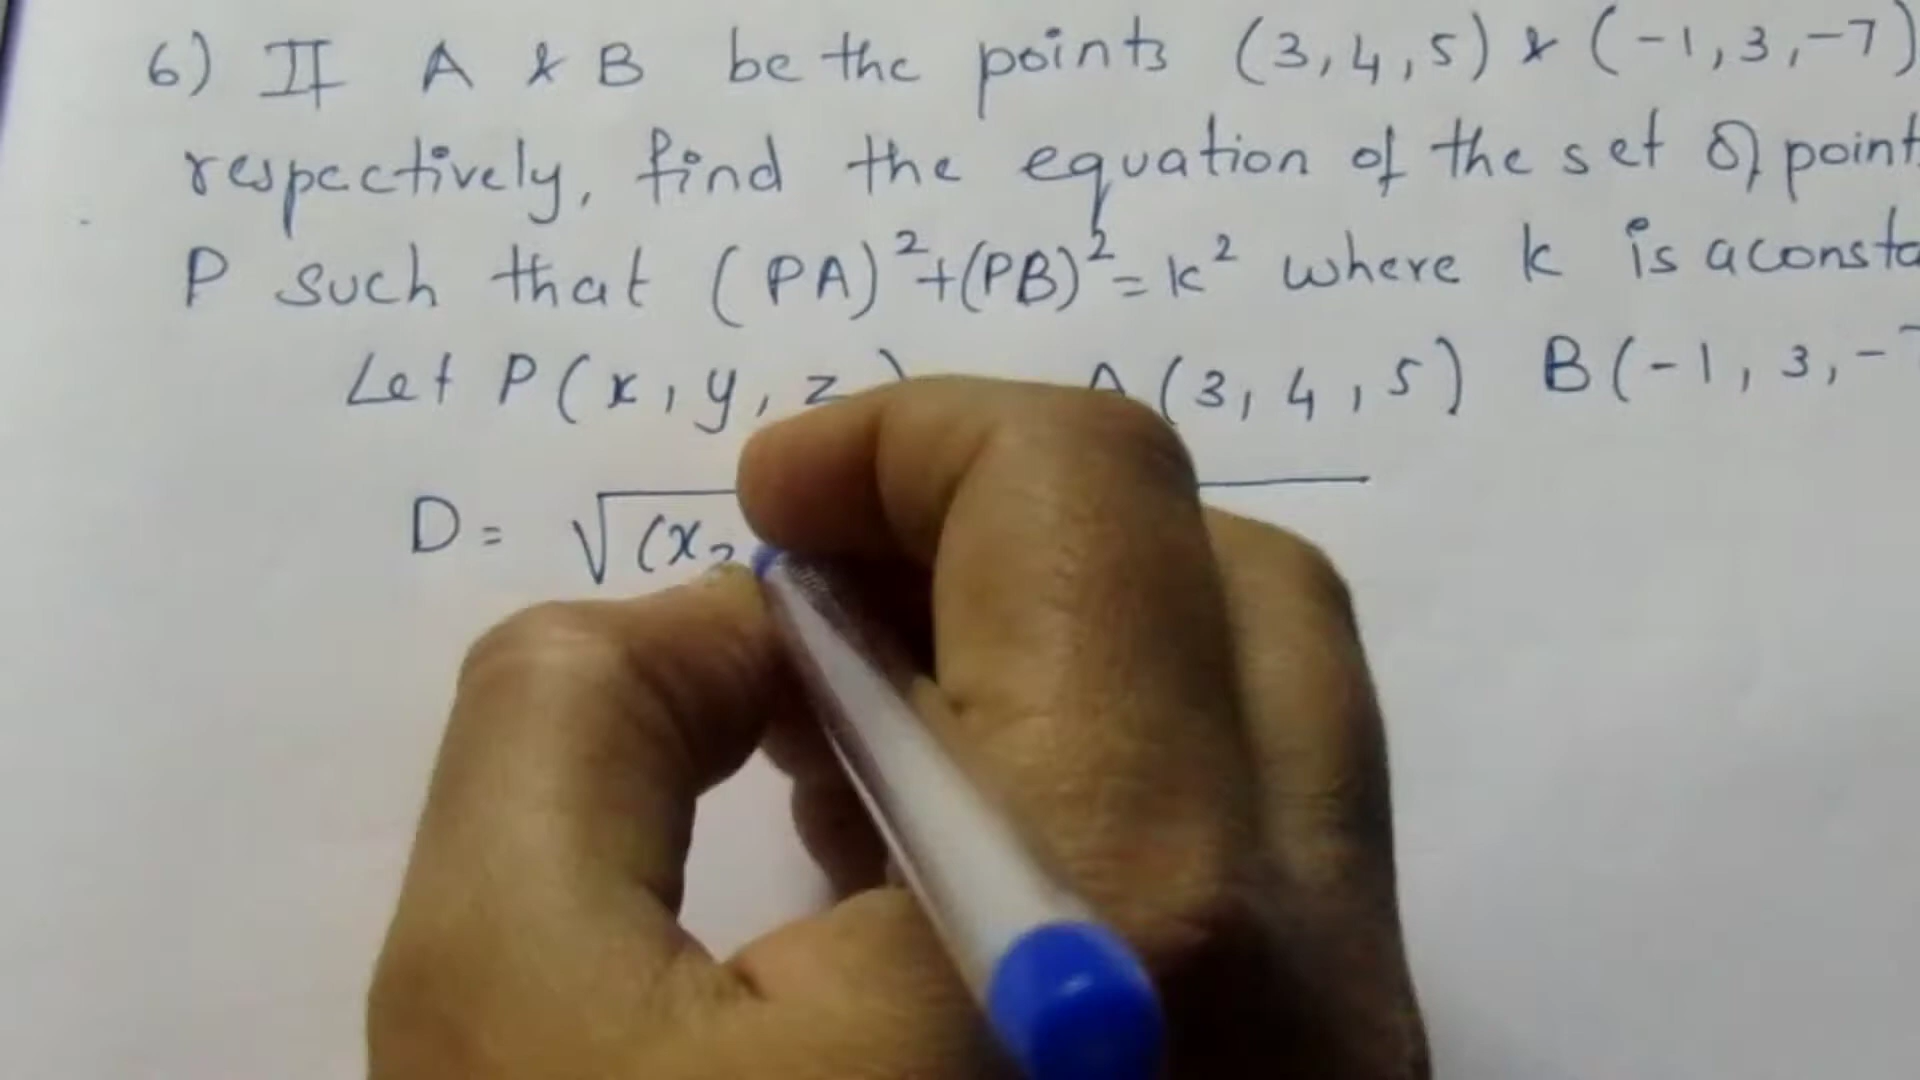 6) If A & B be the points (3,4,5) & (-1,3,-7)
respectively, find the equation of the set of point
P such that (PA)²+(PB)²=k² where k is a
Let P(x,y,z A(3,4,5) B(-1,3,-
D= √(x₂